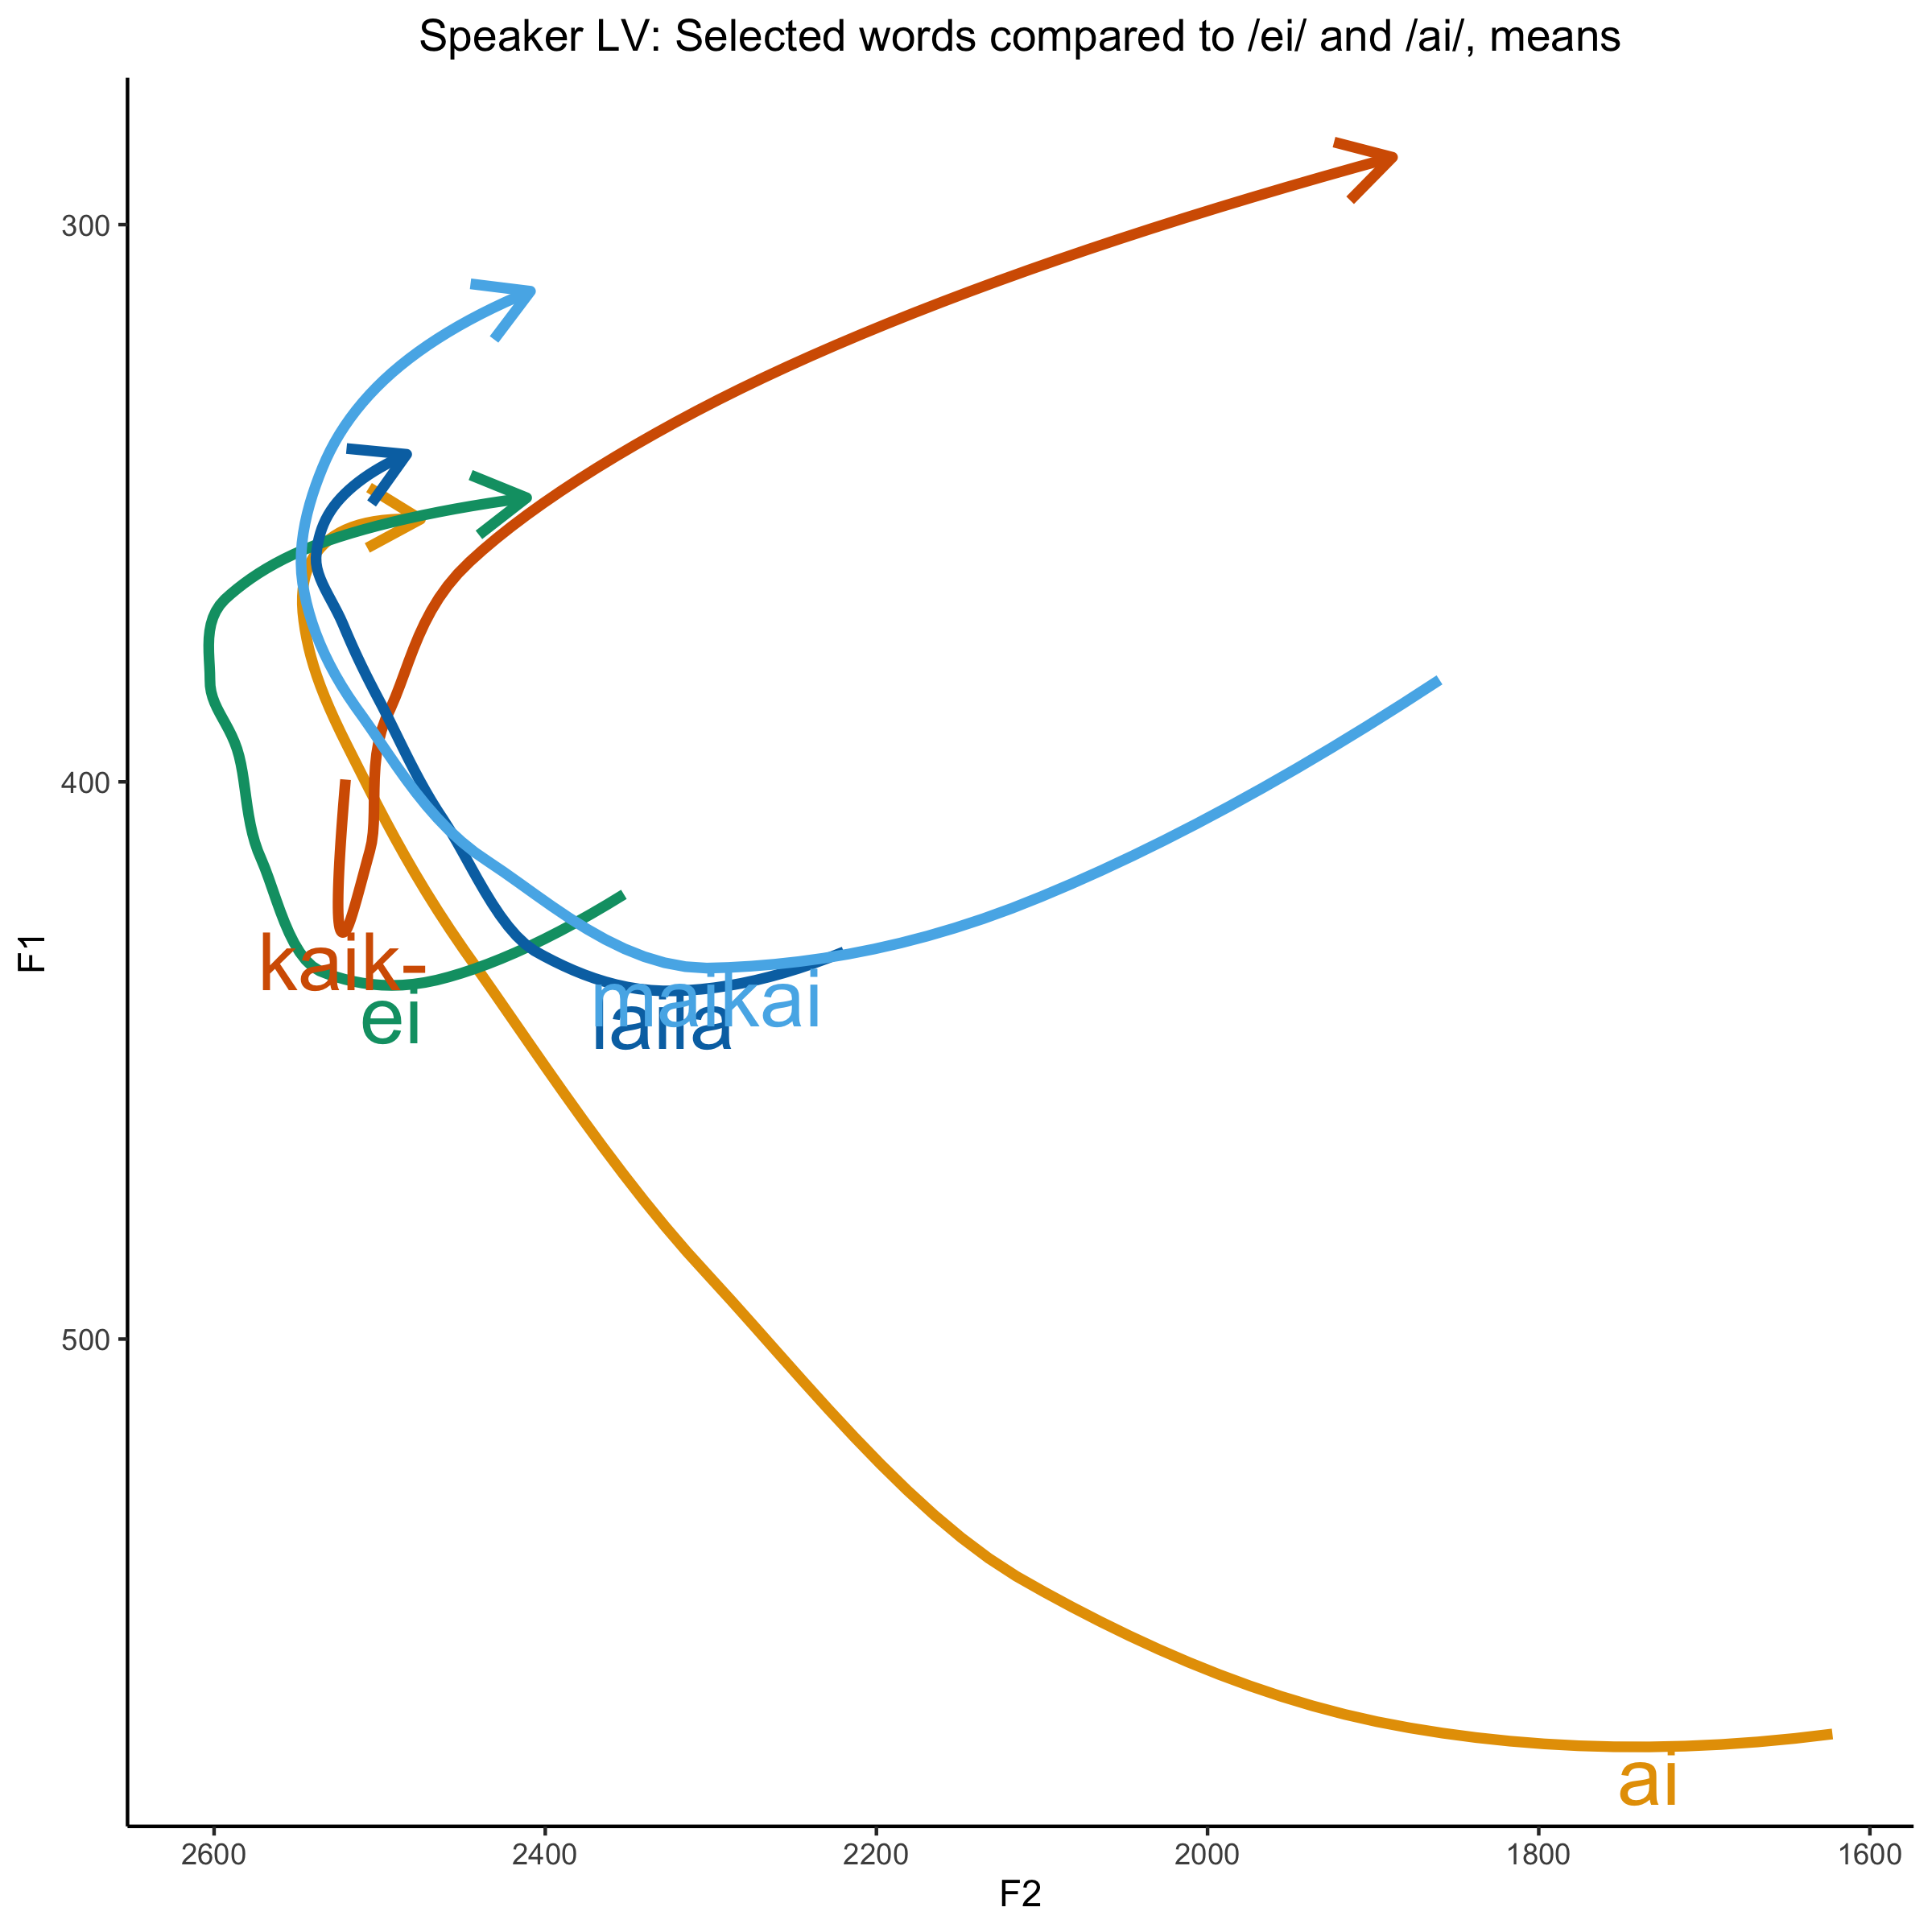 Speaker LV: Selected words compared to /ei/ and /ai/, means
300
400
500
F1
kaik-
ei
maikai
laila
ai
2600 2400 2200 2000 1800 1600
F2